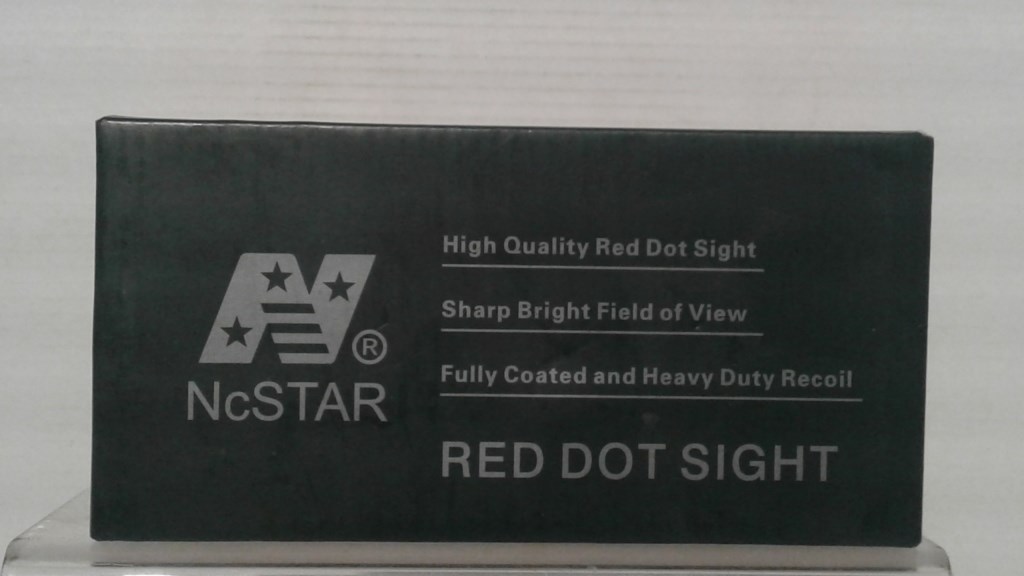 High Quality Red Dot Sight
Sharp Bright Field of View
Fully Coated and Heavy Duty Recoil
RED DOT SIGHT
N®
NcSTAR